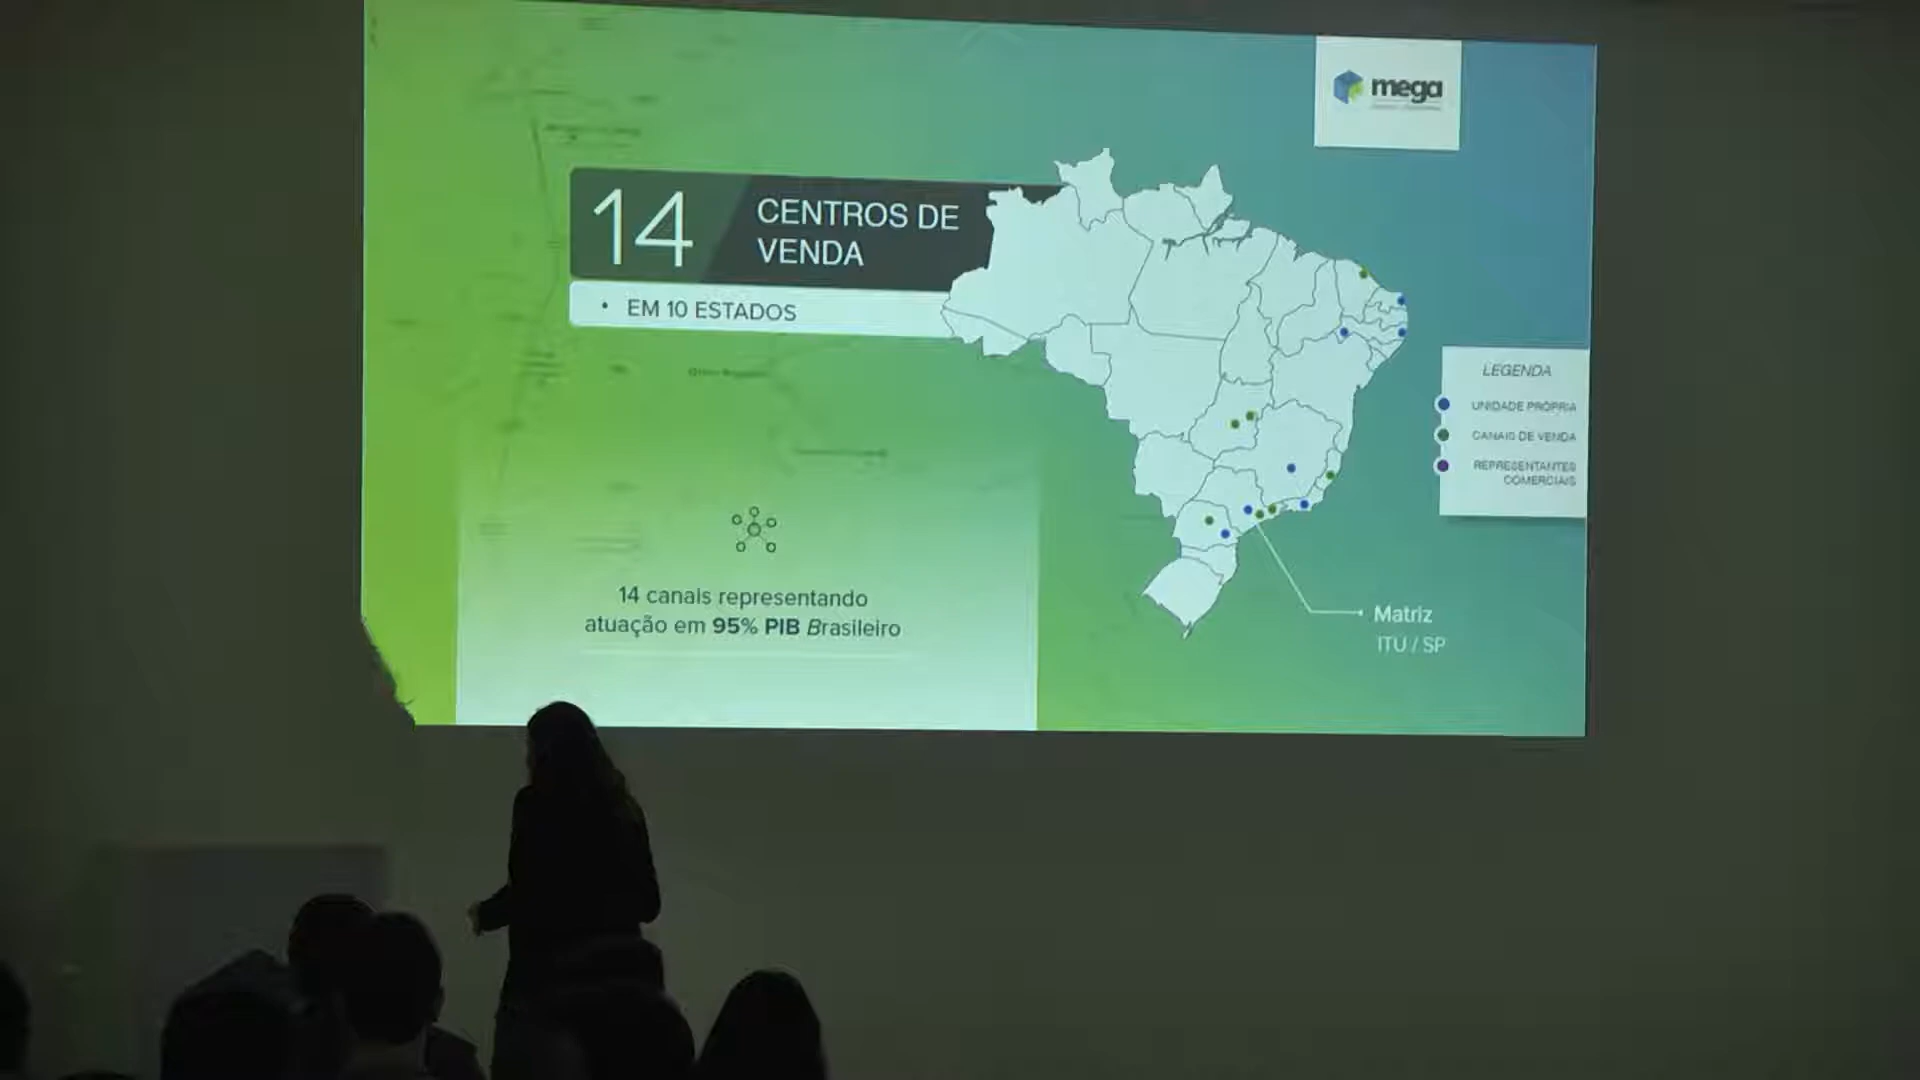 mega
14
CENTROS DE
VENDA
• EM 10 ESTADOS
LEGENDA
UNIDADE PRÓPRIA
CANAIS DE VENDA
REPRESENTANTES
COMERCIAIS
14 canais representando
atuação em 95% PIB Brasileiro
Matriz
ITU / SP